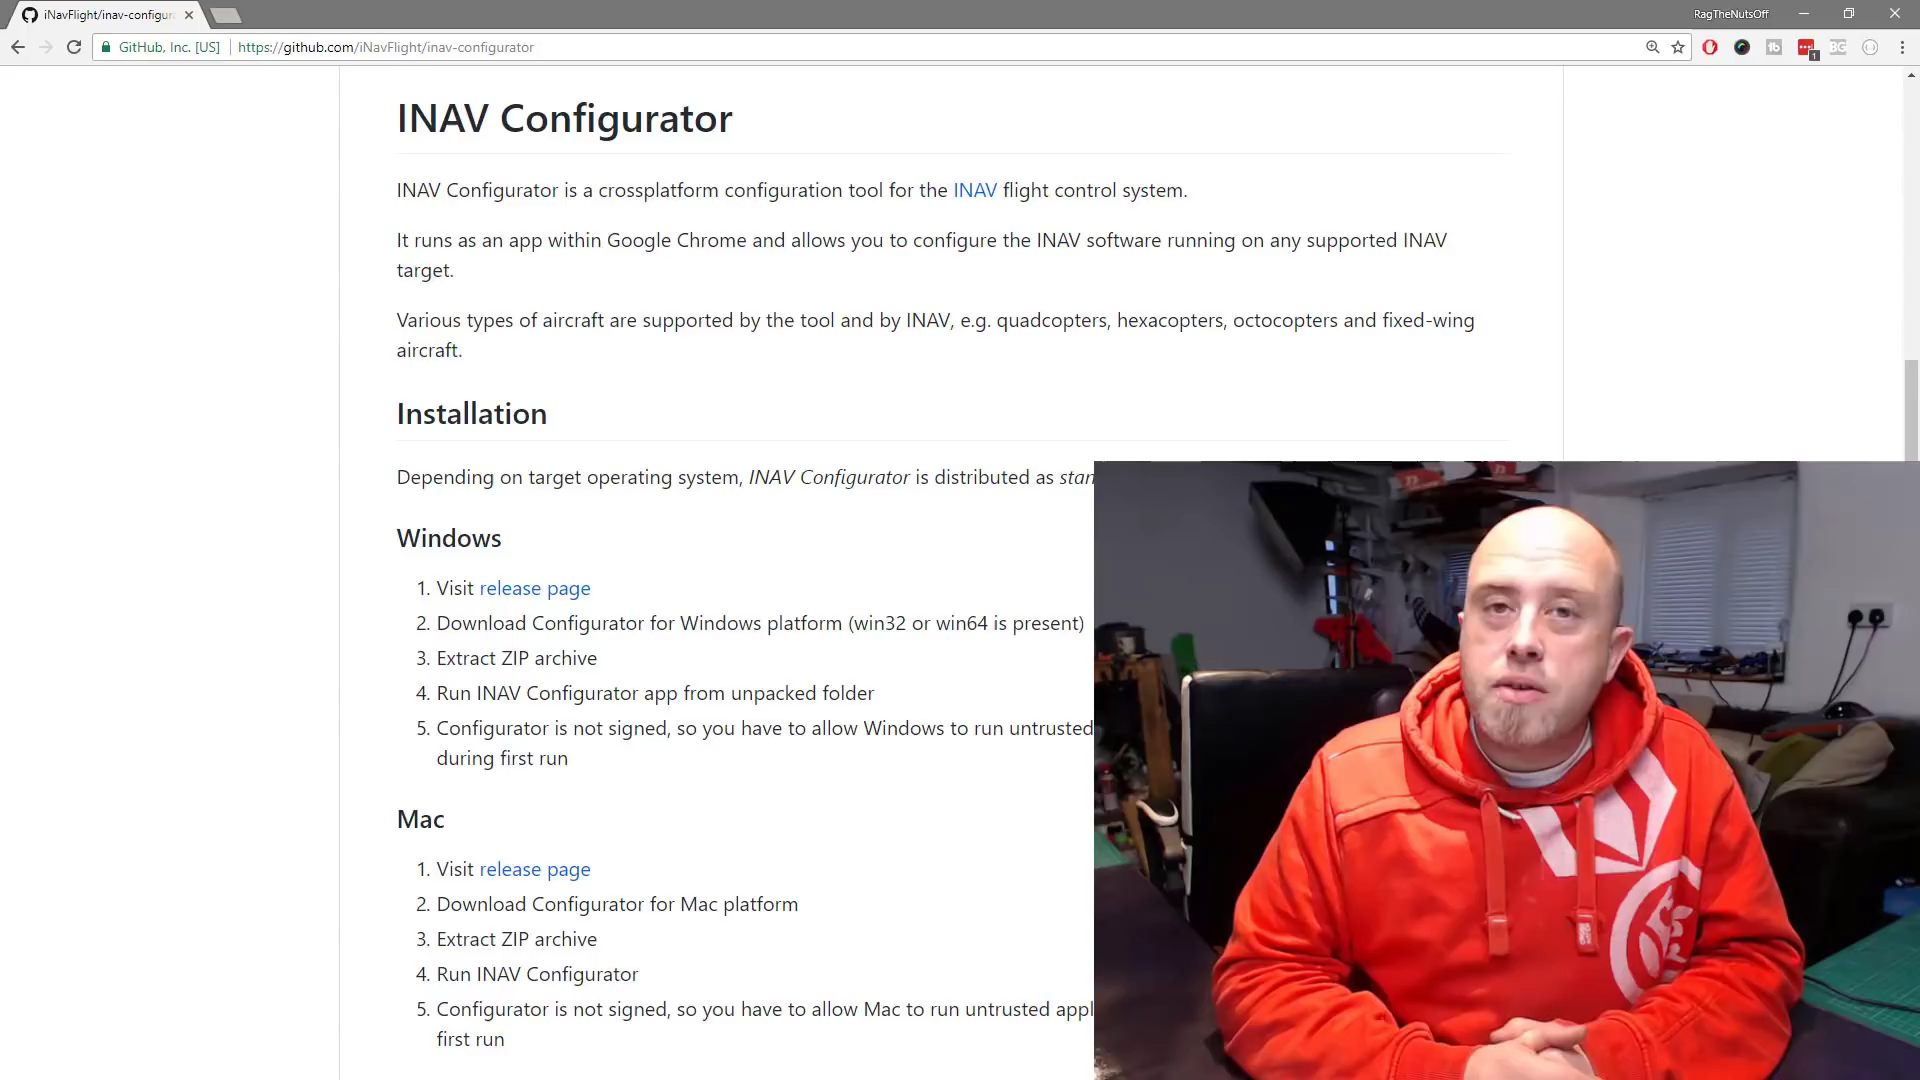 iNavFlight/inav-configur
RagTheNutsOff
GitHub, Inc. [US]
https://github.com/iNavFlight/inav-configurator
1
INAV Configurator
INAV Configurator is a crossplatform configuration tool for the INAV flight control system.
It runs as an app within Google Chrome and allows you to configure the INAV software running on any supported INAV
target.
Various types of aircraft are supported by the tool and by INAV, e.g. quadcopters, hexacopters, octocopters and fixed-wing
aircraft.
Installation
Depending on target operating system, INAV Configurator is distributed as stan
Windows
1. Visit release page
2. Download Configurator for Windows platform (win32 or win64 is present)
3. Extract ZIP archive
4. Run INAV Configurator app from unpacked folder
5. Configurator is not signed, so you have to allow Windows to run untrusted
during first run
Mac
1. Visit release page
2. Download Configurator for Mac platform
3. Extract ZIP archive
4. Run INAV Configurator
5. Configurator is not signed, so you have to allow Mac to run untrusted appl
first run